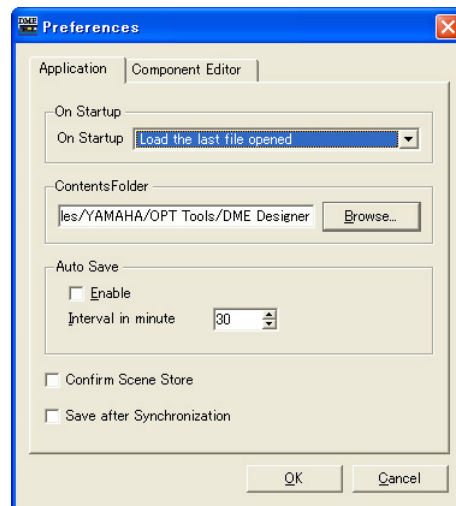 DME Preferences
Application Component Editor
On Startup
On Startup Load the last file opened
ContentsFolder
les/YAMAHA/OPT Tools/DME Designer Browse...
Auto Save
Enable
Interval in minute 30
Confirm Scene Store
Save after Synchronization
OK Cancel